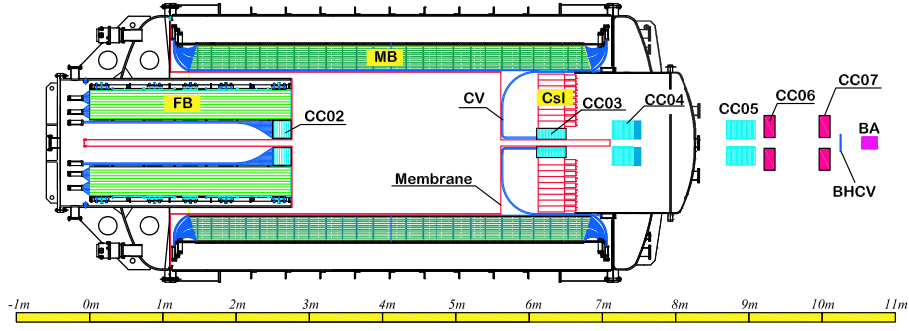 MB
CsI
CV
FB
CC02
CC03
CC04
CC05
CC06
CC07
BA
Membrane
BHCV
-1m 0m 1m 2m 3m 4m 5m 6m 7m 8m 9m 10m 11m